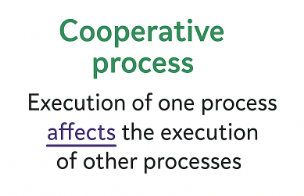 Cooperative
process
Execution of one process
affects the execution
of other processes